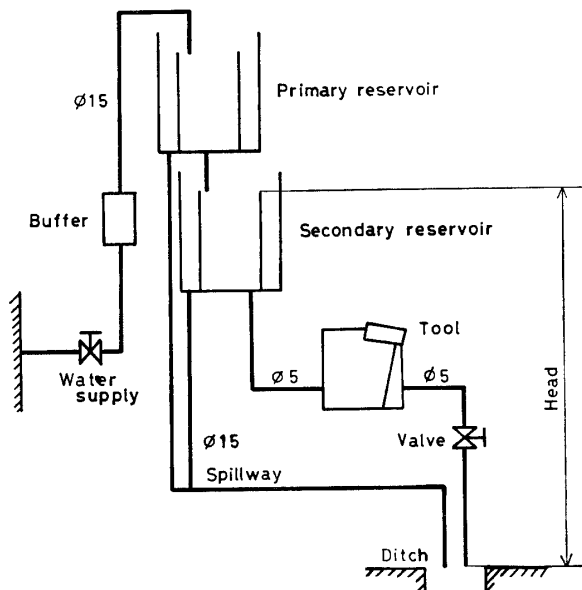 Ø15
Primary reservoir
Buffer
Secondary reservoir
Water
supply
Tool
Ø5
Ø5
Head
Valve
Ø15
Spillway
Ditch